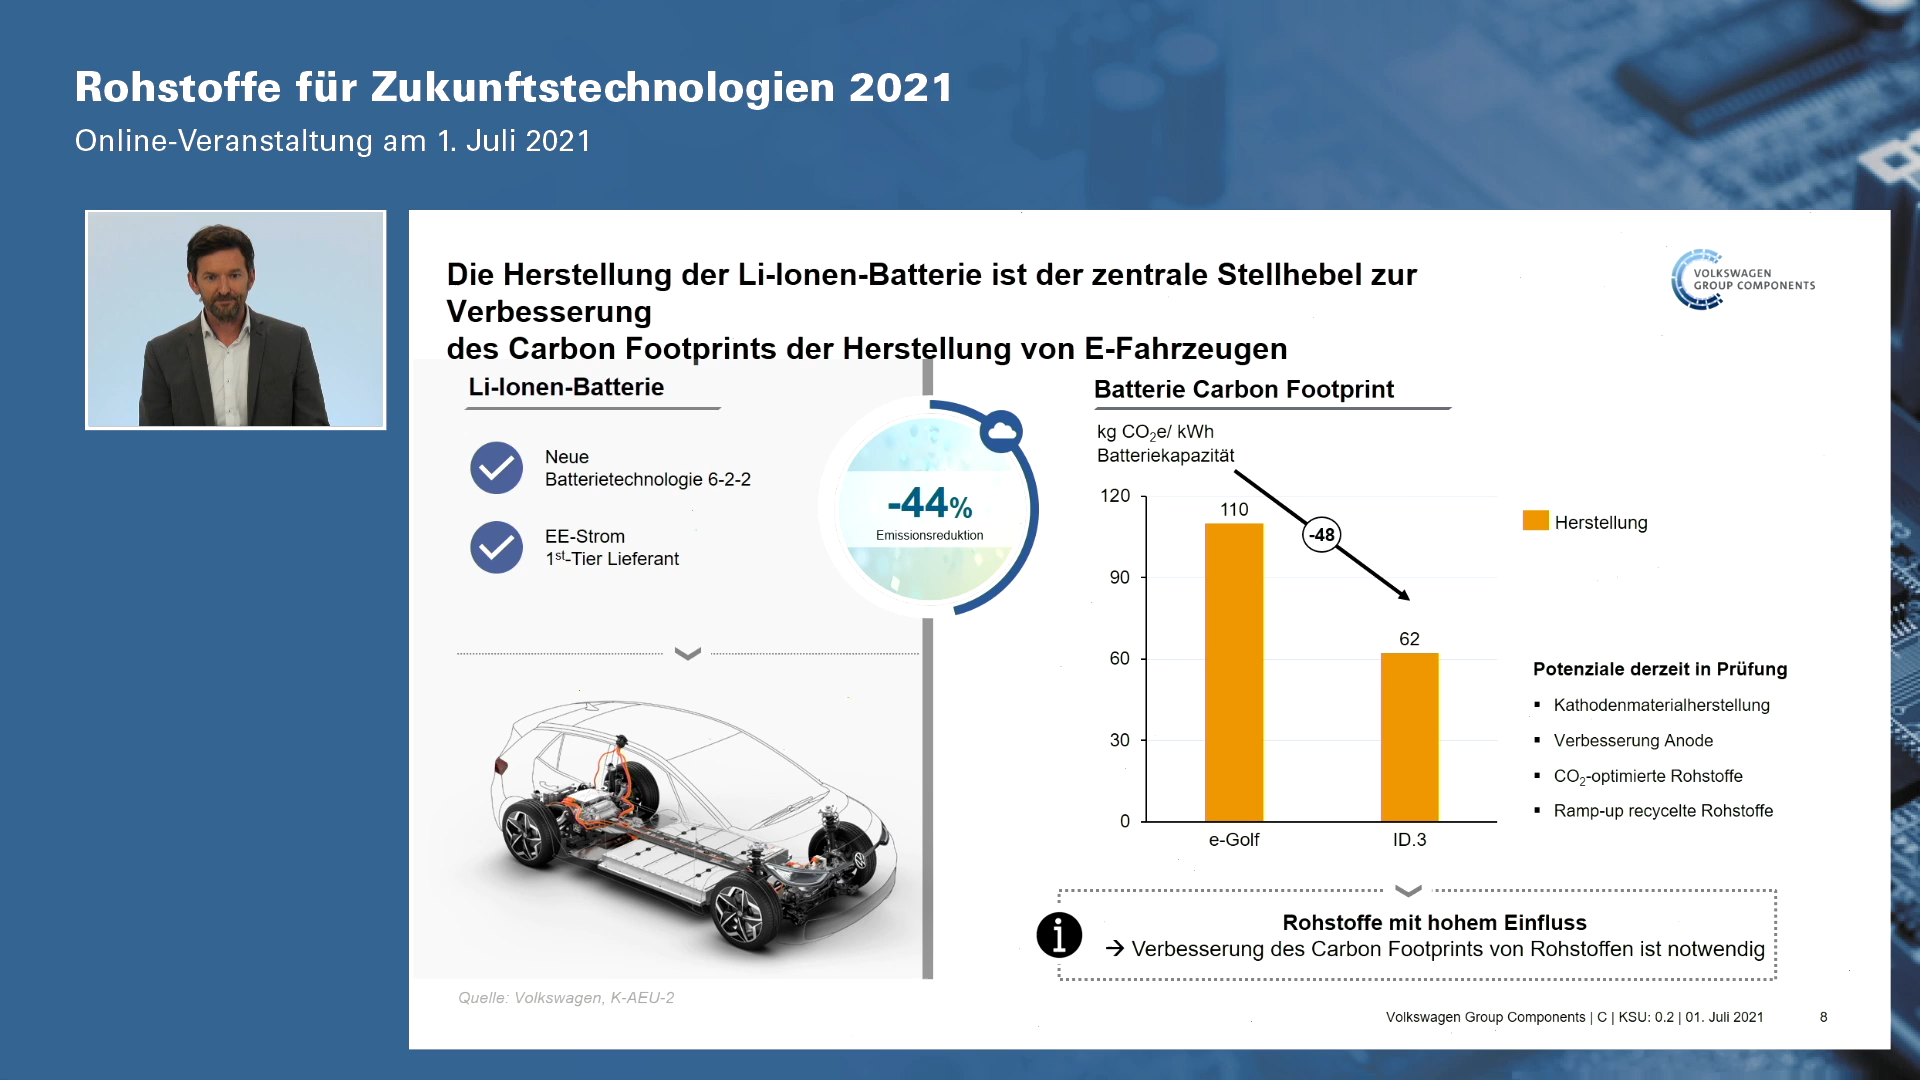 Rohstoffe für Zukunftstechnologien 2021
Online-Veranstaltung am 1. Juli 2021
Die Herstellung der Li-Ionen-Batterie ist der zentrale Stellhebel zur
Verbesserung
des Carbon Footprints der Herstellung von E-Fahrzeugen
VOLKSWAGEN
GROUP COMPONENTS
Li-Ionen-Batterie
Neue
Batterietechnologie 6-2-2
EE-Strom
1st-Tier Lieferant
-44%
Emissionsreduktion
Batterie Carbon Footprint
kg CO₂e/ kWh
Batteriekapazität
120
90
60
30
0
110
-48
62
e-Golf
ID.3
Herstellung
Potenziale derzeit in Prüfung
▪ Kathodenmaterialherstellung
▪ Verbesserung Anode
▪ CO₂-optimierte Rohstoffe
▪ Ramp-up recycelte Rohstoffe
i
Rohstoffe mit hohem Einfluss
→ Verbesserung des Carbon Footprints von Rohstoffen ist notwendig
Quelle: Volkswagen, K-AEU-2
Volkswagen Group Components | C | KSU: 0.2 | 01. Juli 2021
8